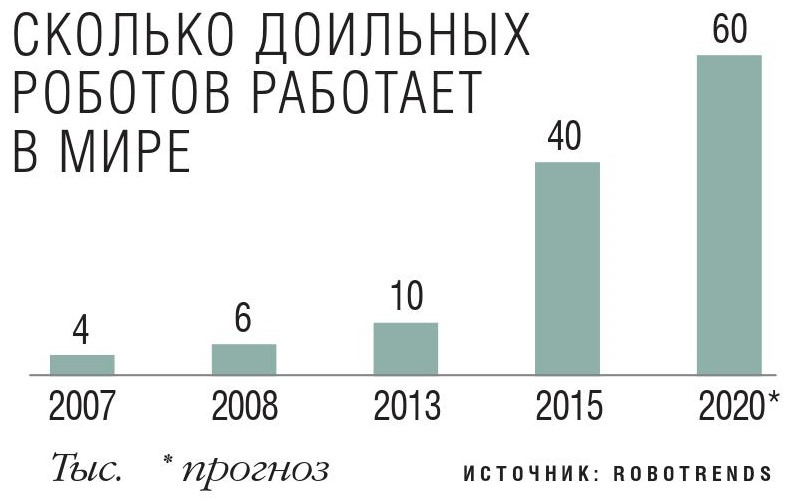 СКОЛЬКО ДОИЛЬНЫХ
РОБОТОВ РАБОТАЕТ
В МИРЕ
4
6
10
40
60
2007
2008
2013
2015
2020*
Тыс. * прогноз
ИСТОЧНИК: ROBOTRENDS